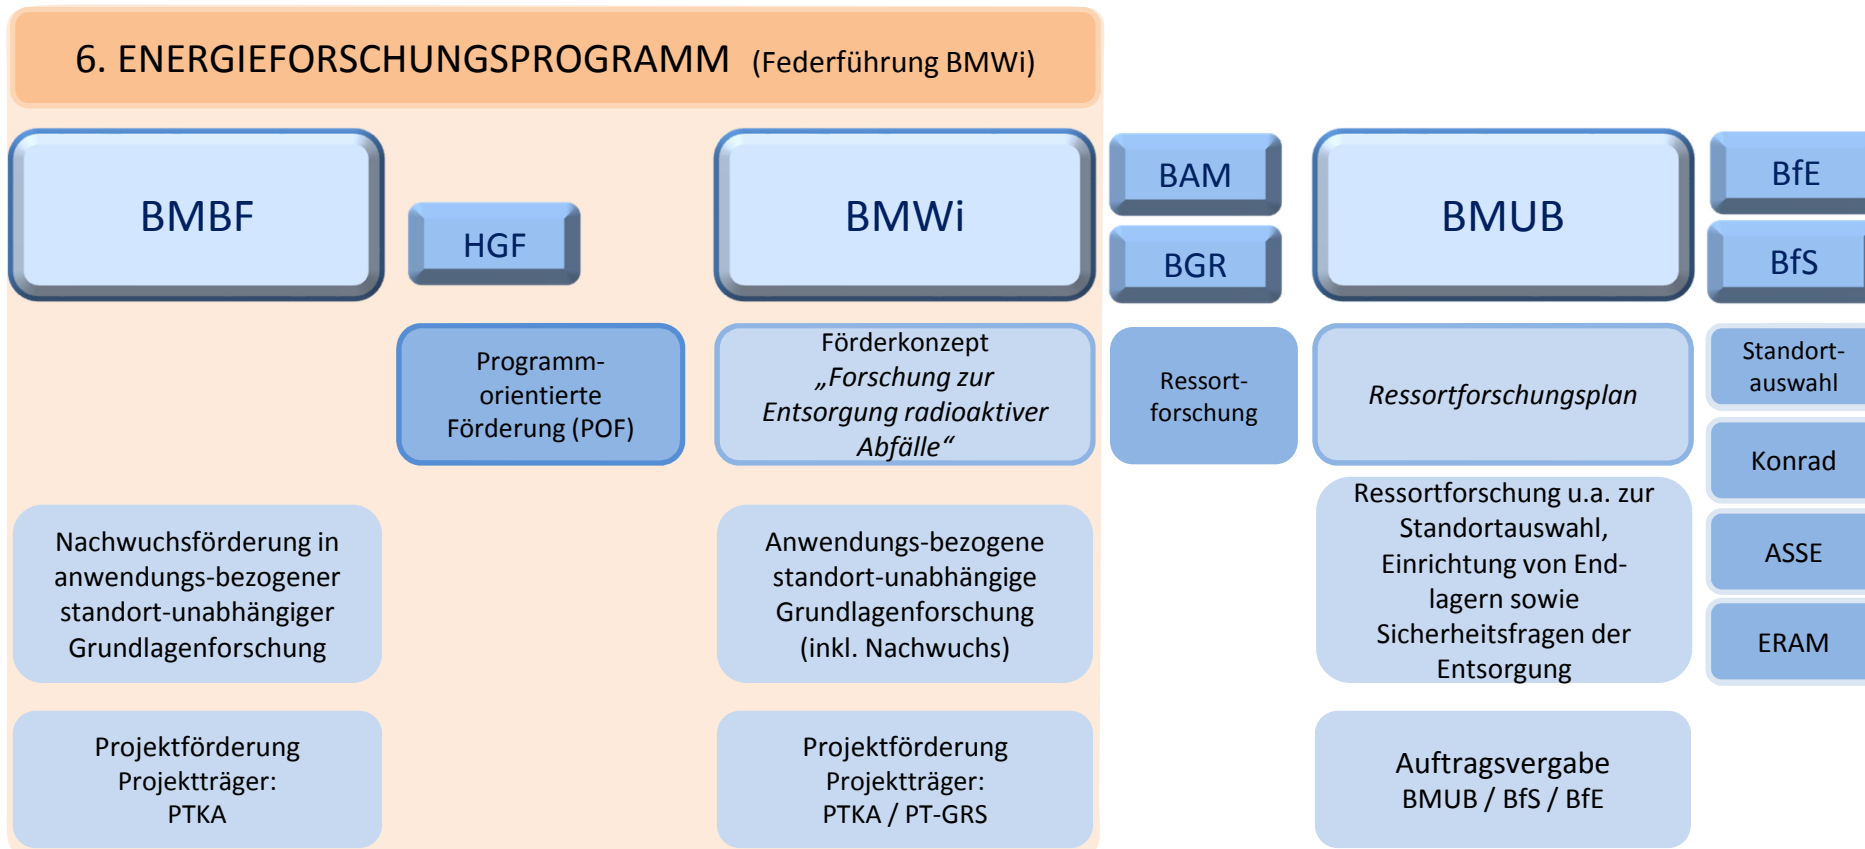 6. ENERGIEFORSCHUNGSPROGRAMM (Federführung BMWi)
BMBF
HGF
BMWi
BAM
BGR
BMUB
BfE
BfS
Programm-
orientierte
Förderung (POF)
Förderkonzept
„Forschung zur
Entsorgung radioaktiver
Abfälle“
Ressort-
forschung
Ressortforschungsplan
Standort-
auswahl
Konrad
ASSE
ERAM
Nachwuchsförderung in
anwendungs-bezogener
standort-unabhängiger
Grundlagenforschung
Anwendungs-bezogene
standort-unabhängige
Grundlagenforschung
(inkl. Nachwuchs)
Ressortforschung u.a. zur
Standortauswahl,
Einrichtung von End-
lagern sowie
Sicherheitsfragen der
Entsorgung
Projektförderung
Projektträger:
PTKA
Projektförderung
Projektträger:
PTKA / PT-GRS
Auftragsvergabe
BMUB / BfS / BfE